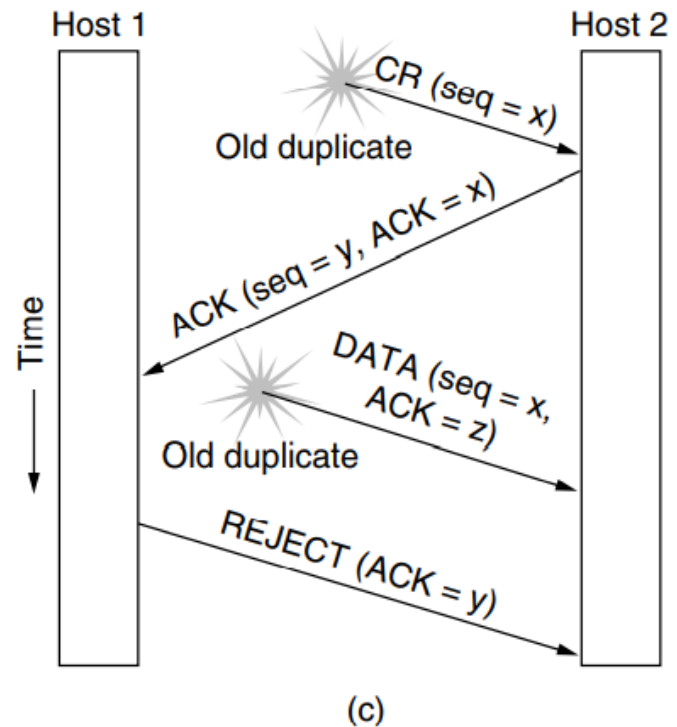 Host 1
Host 2
CR (seq = x)
Old duplicate
ACK (seq = y, ACK = x)
Time
DATA (seq = x,
ACK = z)
Old duplicate
REJECT (ACK = y)
(c)